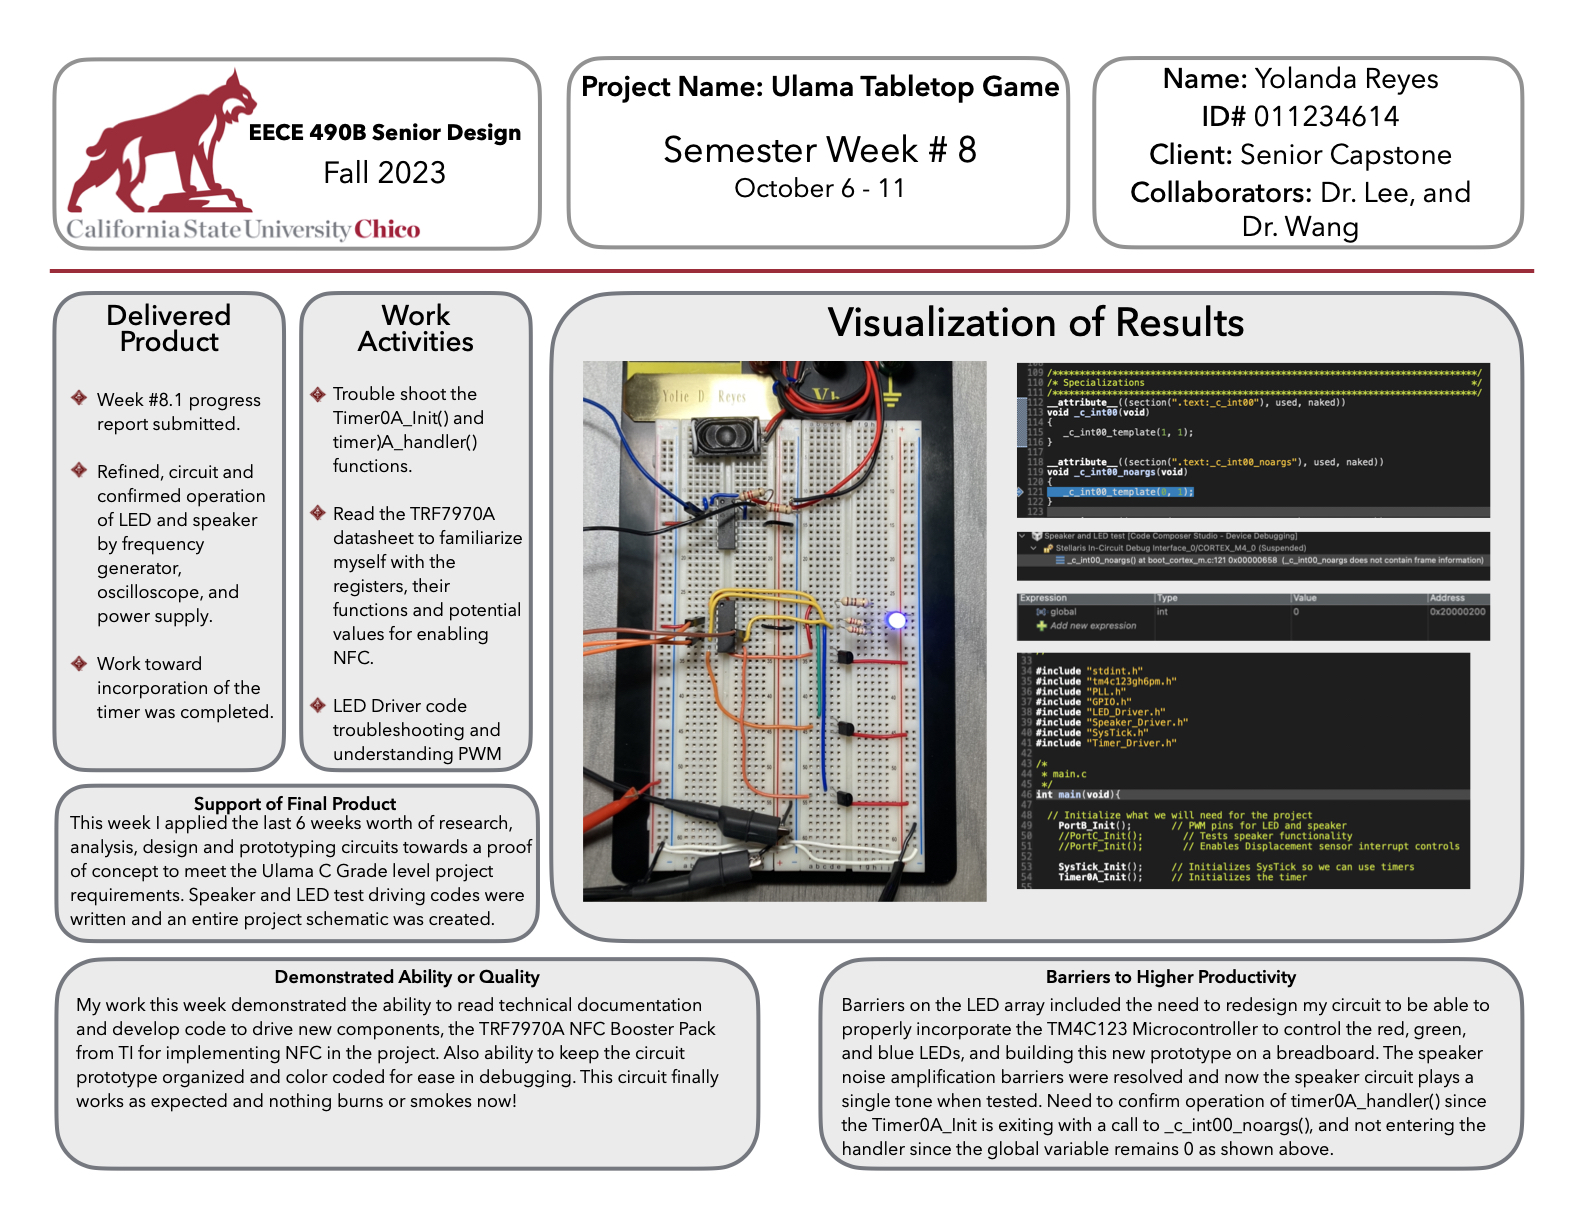 EECE 490B Senior Design
Fall 2023
California State University Chico
Project Name: Ulama Tabletop Game
Semester Week # 8
October 6 - 11
Name: Yolanda Reyes
ID# 011234614
Client: Senior Capstone
Collaborators: Dr. Lee, and
Dr. Wang
Delivered
Product
Week #8.1 progress
report submitted.
Refined, circuit and
confirmed operation
of LED and speaker
by frequency
generator,
oscilloscope, and
power supply.
Work toward
incorporation of the
timer was completed.
Work
Activities
Trouble shoot the
Timer0A_Init() and
timer)A_handler()
functions.
Read the TRF7970A
datasheet to familiarize
myself with the
registers, their
functions and potential
values for enabling
NFC.
LED Driver code
troubleshooting and
understanding PWM
Visualization of Results
Yolie D. Reyes
109 /******************************************************************************/
110 /* Specializations */
111 /******************************************************************************/
112 __attribute__((section(".text:_c_int00"), used, naked))
113 void _c_int00(void)
114 {
115 _c_int00_template(1, 1);
116 }
117
118 __attribute__((section(".text:_c_int00_noargs"), used, naked))
119 void _c_int00_noargs(void)
120 {
121 _c_int00_template(0, 1);
122 }
123
Speaker and LED test [Code Composer Studio - Device Debugging]
Stellaris In-Circuit Debug Interface_0/CORTEX_M4_0 (Suspended)
_c_int00_noargs() at boot_cortex_m.c:121 0x00000658 (_c_int00_noargs does not contain frame information)
Expression Type Value Address
global int 0 0x20000200
Add new expression
33
34 #include "stdint.h"
35 #include "tm4c123gh6pm.h"
36 #include "PLL.h"
37 #include "GPIO.h"
38 #include "LED_Driver.h"
39 #include "Speaker_Driver.h"
40 #include "SysTick.h"
41 #include "Timer_Driver.h"
42
43 /*
44 * main.c
45 */
46 int main(void){
47
48 // Initialize what we will need for the project
49 PortB_Init(); // PWM pins for LED and speaker
50 //PortC_Init(); // Tests speaker functionality
51 //PortF_Init(); // Enables Displacement sensor interrupt controls
52
53 SysTick_Init(); // Initializes SysTick so we can use timers
54 Timer0A_Init(); // Initializes the timer
55
Support of Final Product
This week I applied the last 6 weeks worth of research,
analysis, design and prototyping circuits towards a proof
of concept to meet the Ulama C Grade level project
requirements. Speaker and LED test driving codes were
written and an entire project schematic was created.
Demonstrated Ability or Quality
My work this week demonstrated the ability to read technical documentation
and develop code to drive new components, the TRF7970A NFC Booster Pack
from TI for implementing NFC in the project. Also ability to keep the circuit
prototype organized and color coded for ease in debugging. This circuit finally
works as expected and nothing burns or smokes now!
Barriers to Higher Productivity
Barriers on the LED array included the need to redesign my circuit to be able to
properly incorporate the TM4C123 Microcontroller to control the red, green,
and blue LEDs, and building this new prototype on a breadboard. The speaker
noise amplification barriers were resolved and now the speaker circuit plays a
single tone when tested. Need to confirm operation of timer0A_handler() since
the Timer0A_Init is exiting with a call to _c_int00_noargs(), and not entering the
handler since the global variable remains 0 as shown above.